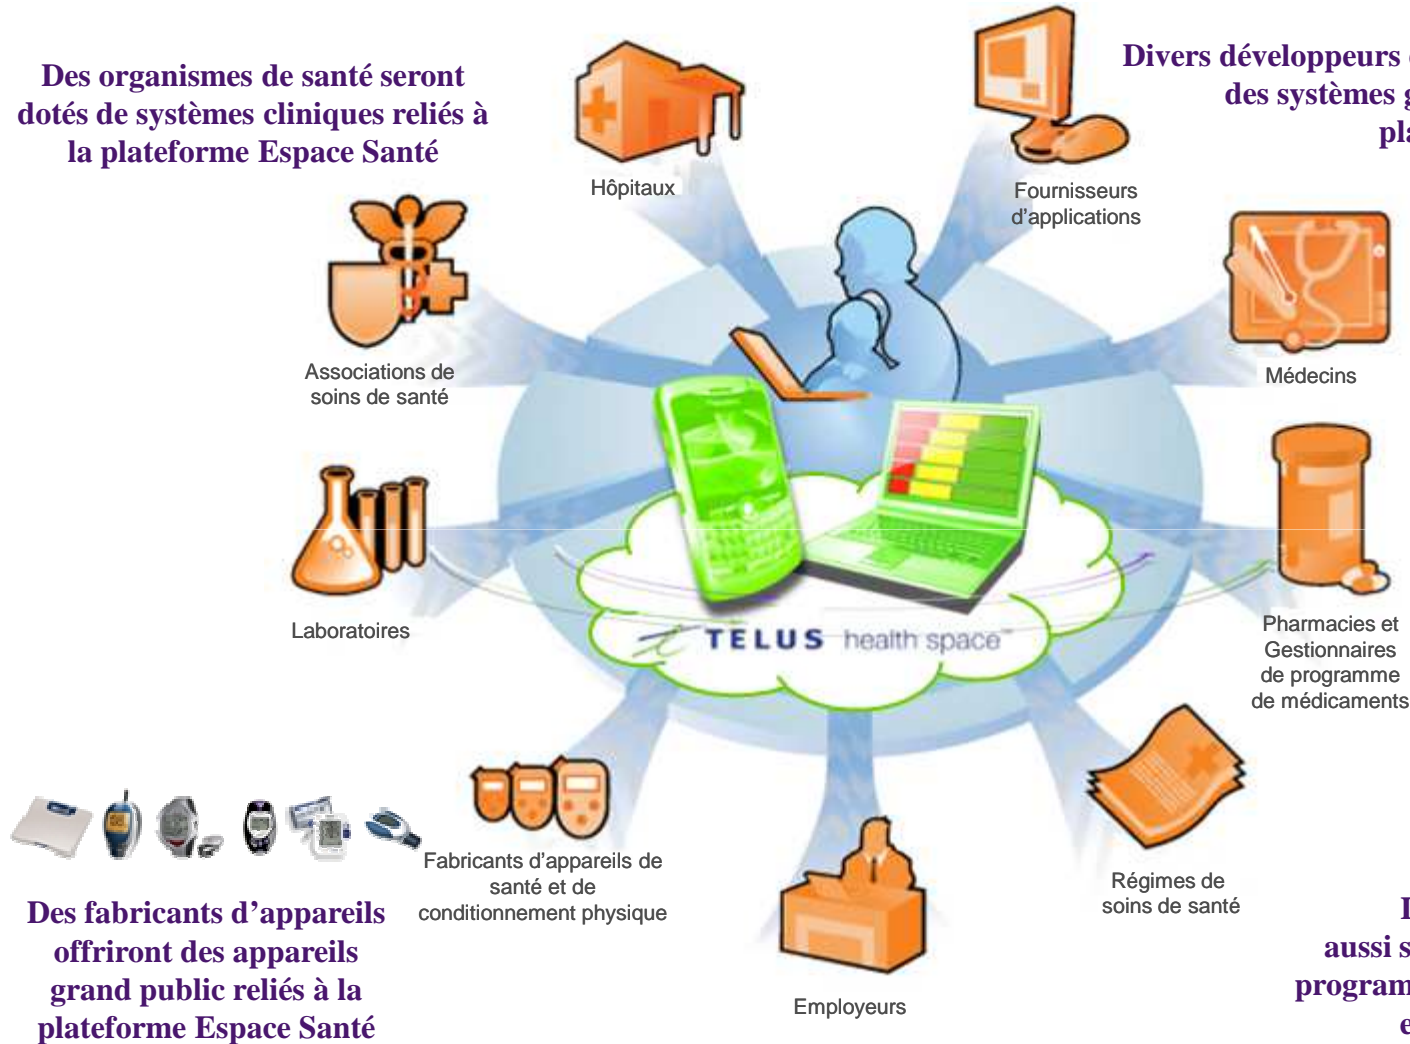 Des organismes de santé seront
dotés de systèmes cliniques reliés à
la plateforme Espace Santé
Divers développeurs
des systèmes
Hôpitaux
Fournisseurs
d'applications
Associations de
soins de santé
Médecins
Laboratoires
TELUS health space™
Pharmacies et
Gestionnaires
de programme
de médicaments
Fabricants d'appareils de
santé et de
conditionnement physique
Régimes de
soins de santé
Employeurs
Des fabricants d'appareils
offriront des appareils
grand public reliés à la
plateforme Espace Santé
aussi